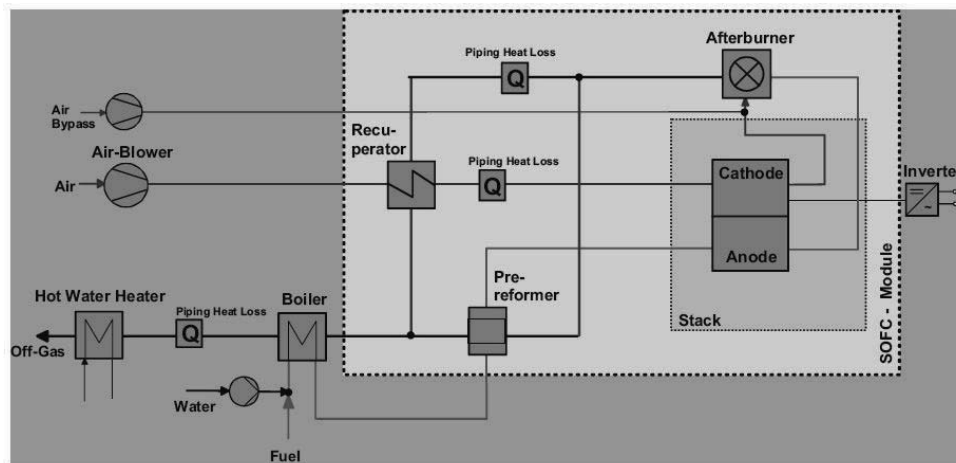 Afterburner
Piping Heat Loss
Q
Air
Bypass
Recu-
perator
Air-Blower
Piping Heat Loss
Q
Air
Cathode
Inverte
Anode
Pre-
reformer
Hot Water Heater
Piping Heat Loss
Boiler
Q
Stack
SOFC - Module
Off-Gas
Water
Fuel